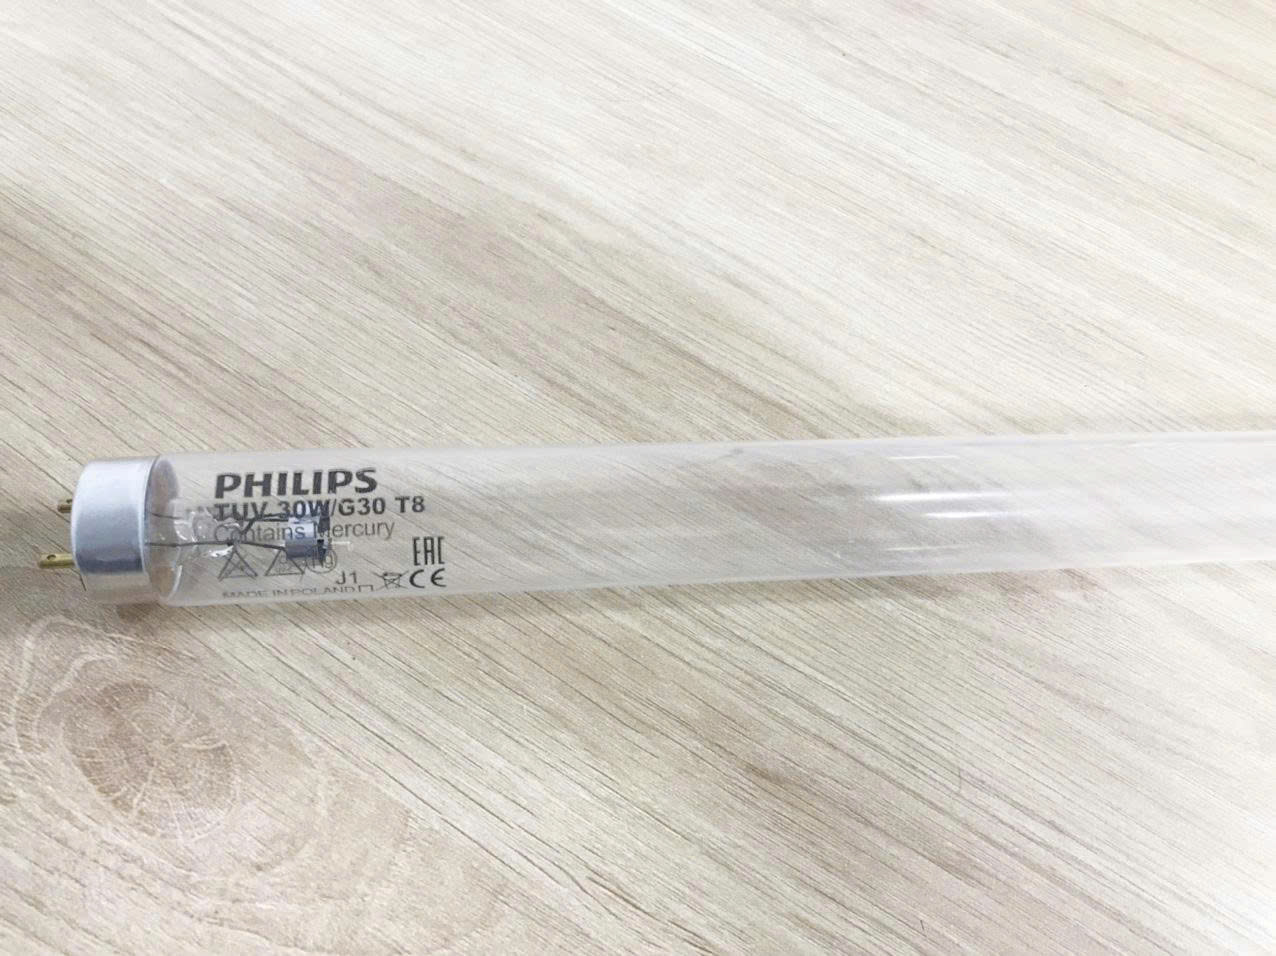 PHILIPS
TUV 30W/G30 T8
Contains Mercury
EAC
J1
MADE IN POLAND CE